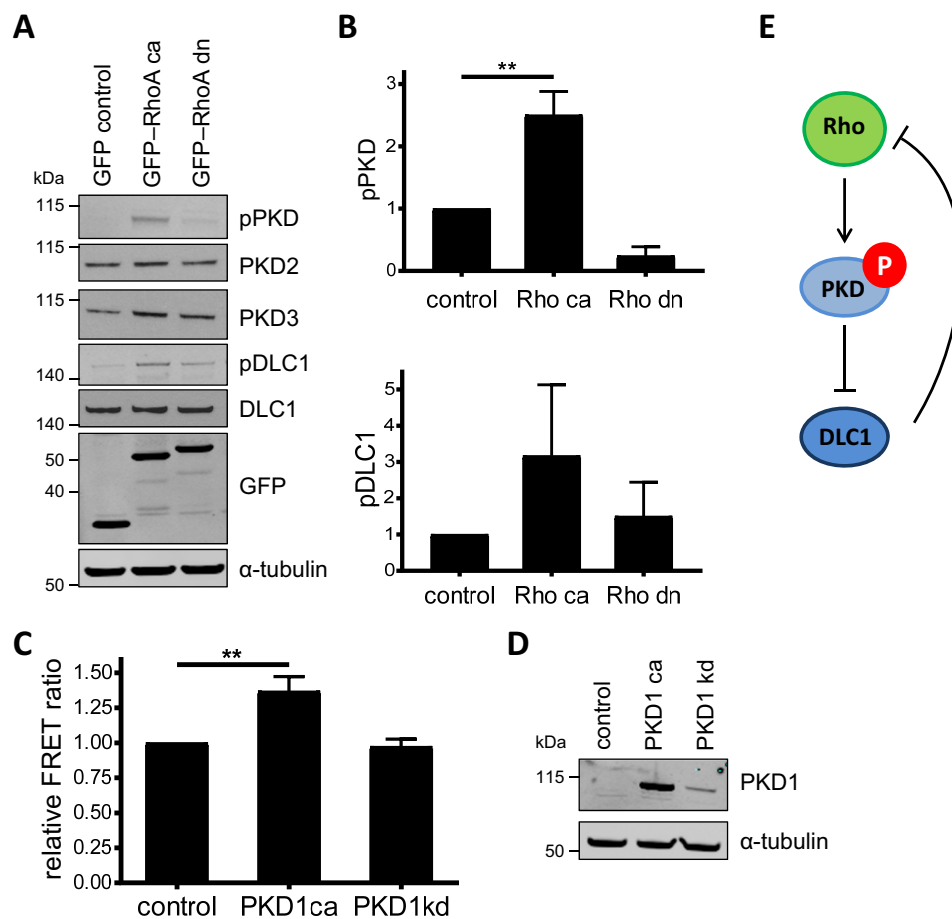 A
GFP control
GFP–RhoA ca
GFP–RhoA dn
kDa
115
pPKD
115
PKD2
PKD3
140
pDLC1
140
DLC1
50
40
GFP
50
α-tubulin
B
**
pPKD
3
2
1
0
control Rho ca Rho dn
pDLC1
5
4
3
2
1
0
control Rho ca Rho dn
E
Rho
PKD
P
DLC1
C
**
relative FRET ratio
1.50
1.25
1.00
0.75
0.50
0.25
0.00
control PKD1ca PKD1kd
D
control
PKD1 ca
PKD1 kd
kDa
115
PKD1
50
α-tubulin